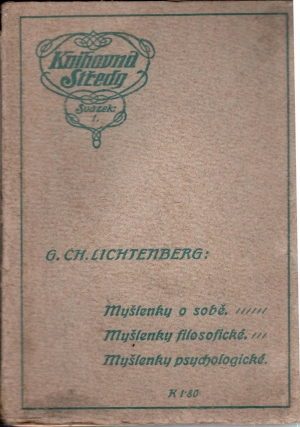 Knihovna
Středy
Svazek:
1.
G. CH. LICHTENBERG:
Myšlenky o sobě.
Myšlenky filosofické.
Myšlenky psychologické.
K 1·80